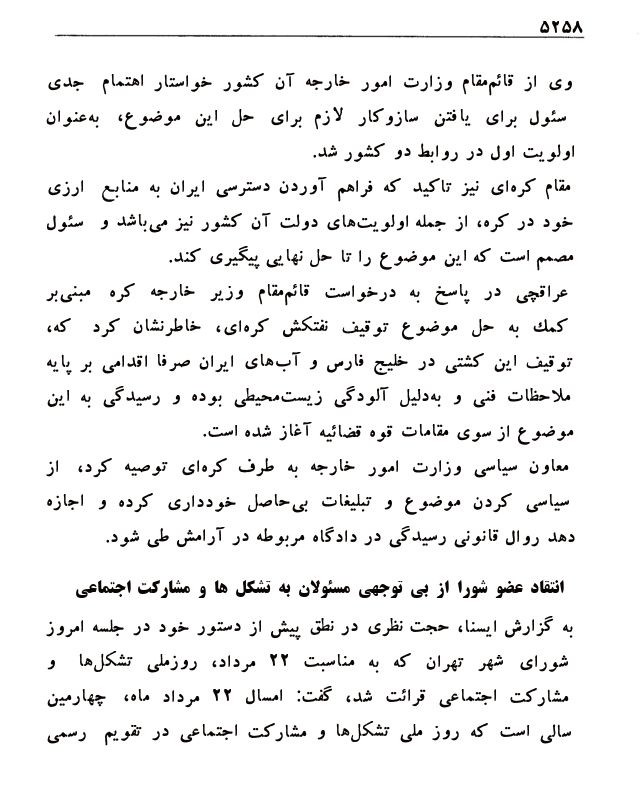 ۵۲۵۸
وی از قائم‌مقام وزارت امور خارجه آن کشور خواستار اهتمام جدی
سئول برای یافتن سازوکار لازم برای حل این موضوع، به‌عنوان
اولویت اول در روابط دو کشور شد.
مقام کره‌ای نیز تاکید که فراهم آوردن دسترسی ایران به منابع ارزی
خود در کره، از جمله اولویت‌های دولت آن کشور نیز می‌باشد و سئول
مصمم است که این موضوع را تا حل نهایی پیگیری کند.
عراقچی در پاسخ به درخواست قائم‌مقام وزیر خارجه کره مبنی‌بر
کمك به حل موضوع توقیف نفتکش کره‌ای، خاطرنشان کرد که،
توقیف این کشتی در خلیج فارس و آب‌های ایران صرفا اقدامی بر پایه
ملاحظات فنی و به‌دلیل آلودگی زیست‌محیطی بوده و رسیدگی به این
موضوع از سوی مقامات قوه قضائیه آغاز شده است.
معاون سیاسی وزارت امور خارجه به طرف کره‌ای توصیه کرد، از
سیاسی کردن موضوع و تبلیغات بی‌حاصل خودداری کرده و اجازه
دهد روال قانونی رسیدگی در دادگاه مربوطه در آرامش طی شود.
انتقاد عضو شورا از بی توجهی مسئولان به تشکل ها و مشارکت اجتماعی
به گزارش ایسنا، حجت نظری در نطق پیش از دستور خود در جلسه امروز
شورای شهر تهران که به مناسبت ۲۲ مرداد، روزملی تشکل‌ها و
مشارکت اجتماعی قرائت شد، گفت: امسال ۲۲ مرداد ماه، چهارمین
سالی است که روز ملی تشکل‌ها و مشارکت اجتماعی در تقویم رسمی